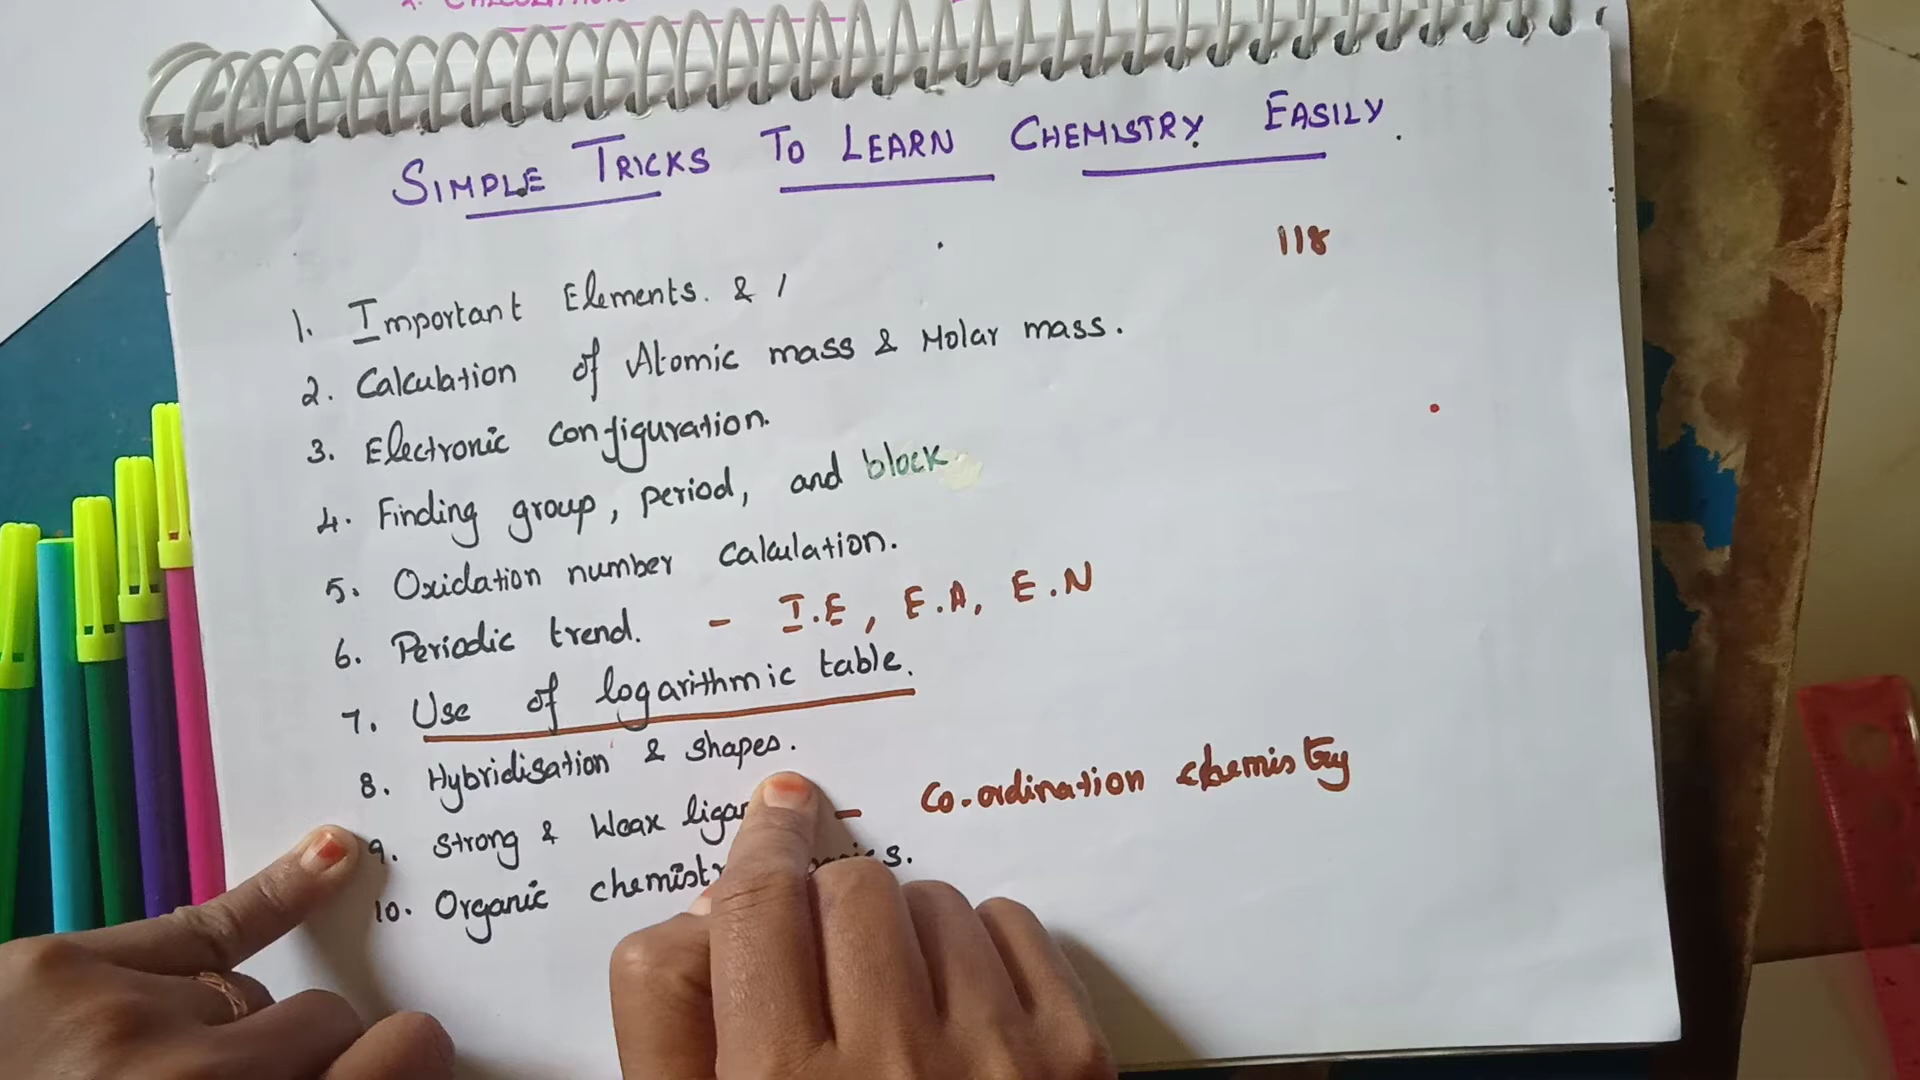 SIMPLE TRICKS TO LEARN CHEMISTRY EASILY.
118
1. Important Elements. & /
2. Calculation of Atomic mass & Molar mass.
3. Electronic configuration.
4. Finding group, period, and block
5. Oxidation number calculation.
6. Periodic trend. - I.E, E.A, E.N
7. Use of logarithmic table.
8. Hybridisation & shapes.
9. Strong & Weak - Co-ordination chemistry
10. Organic